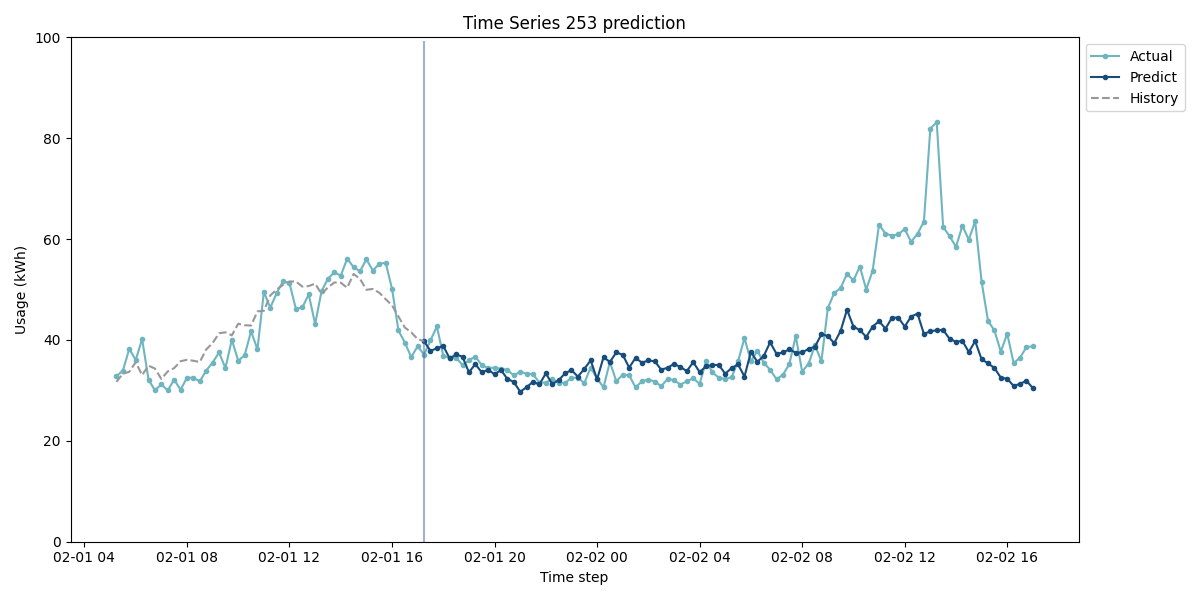 Time Series 253 prediction
Usage (kWh)
100
80
60
40
20
0
02-01 04
02-01 08
02-01 12
02-01 16
02-01 20
02-02 00
02-02 04
02-02 08
02-02 12
02-02 16
Time step
Actual
Predict
History